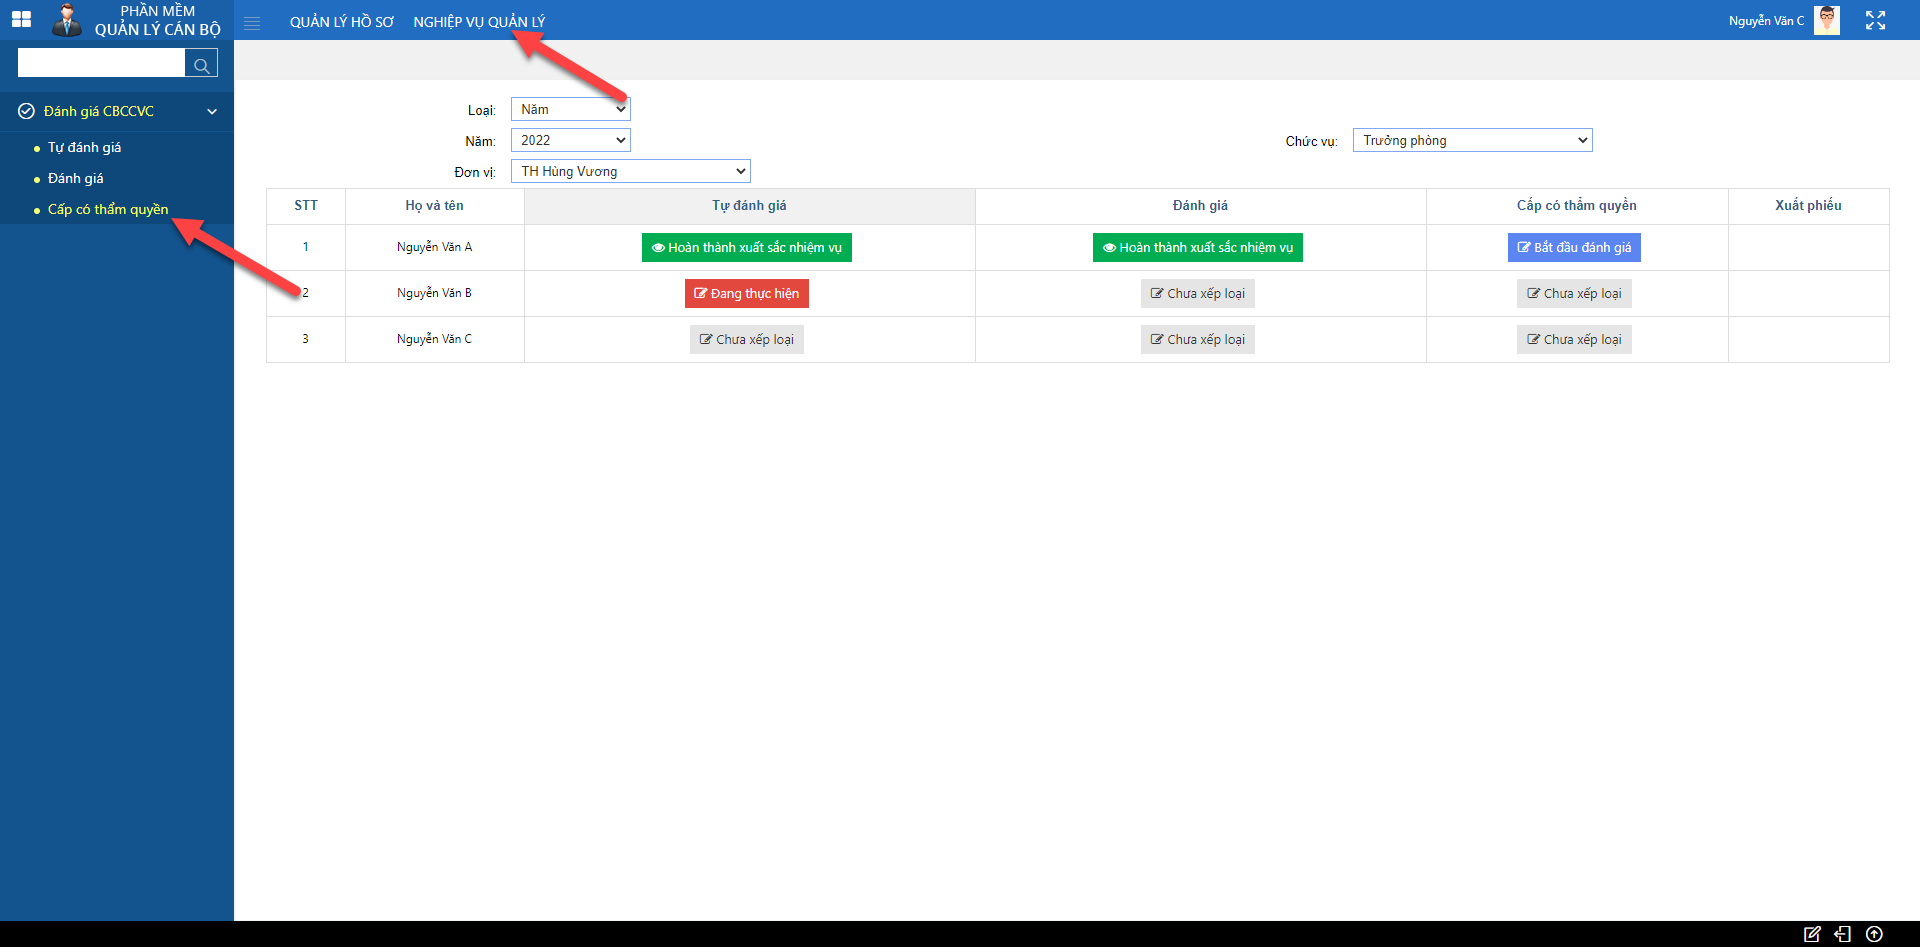 PHẦN MỀM
QUẢN LÝ CÁN BỘ
QUẢN LÝ HỒ SƠ NGHIỆP VỤ QUẢN LÝ
Nguyễn Văn C
Đánh giá CBCCVC
Tự đánh giá
Đánh giá
Cấp có thẩm quyền
Loại: Năm
Năm: 2022
Chức vụ: Trưởng phòng
Đơn vị: TH Hùng Vương
STT Họ và tên Tự đánh giá Đánh giá Cấp có thẩm quyền Xuất phiếu
1 Nguyễn Văn A Hoàn thành xuất sắc nhiệm vụ Hoàn thành xuất sắc nhiệm vụ Bắt đầu đánh giá
2 Nguyễn Văn B Đang thực hiện Chưa xếp loại Chưa xếp loại
3 Nguyễn Văn C Chưa xếp loại Chưa xếp loại Chưa xếp loại